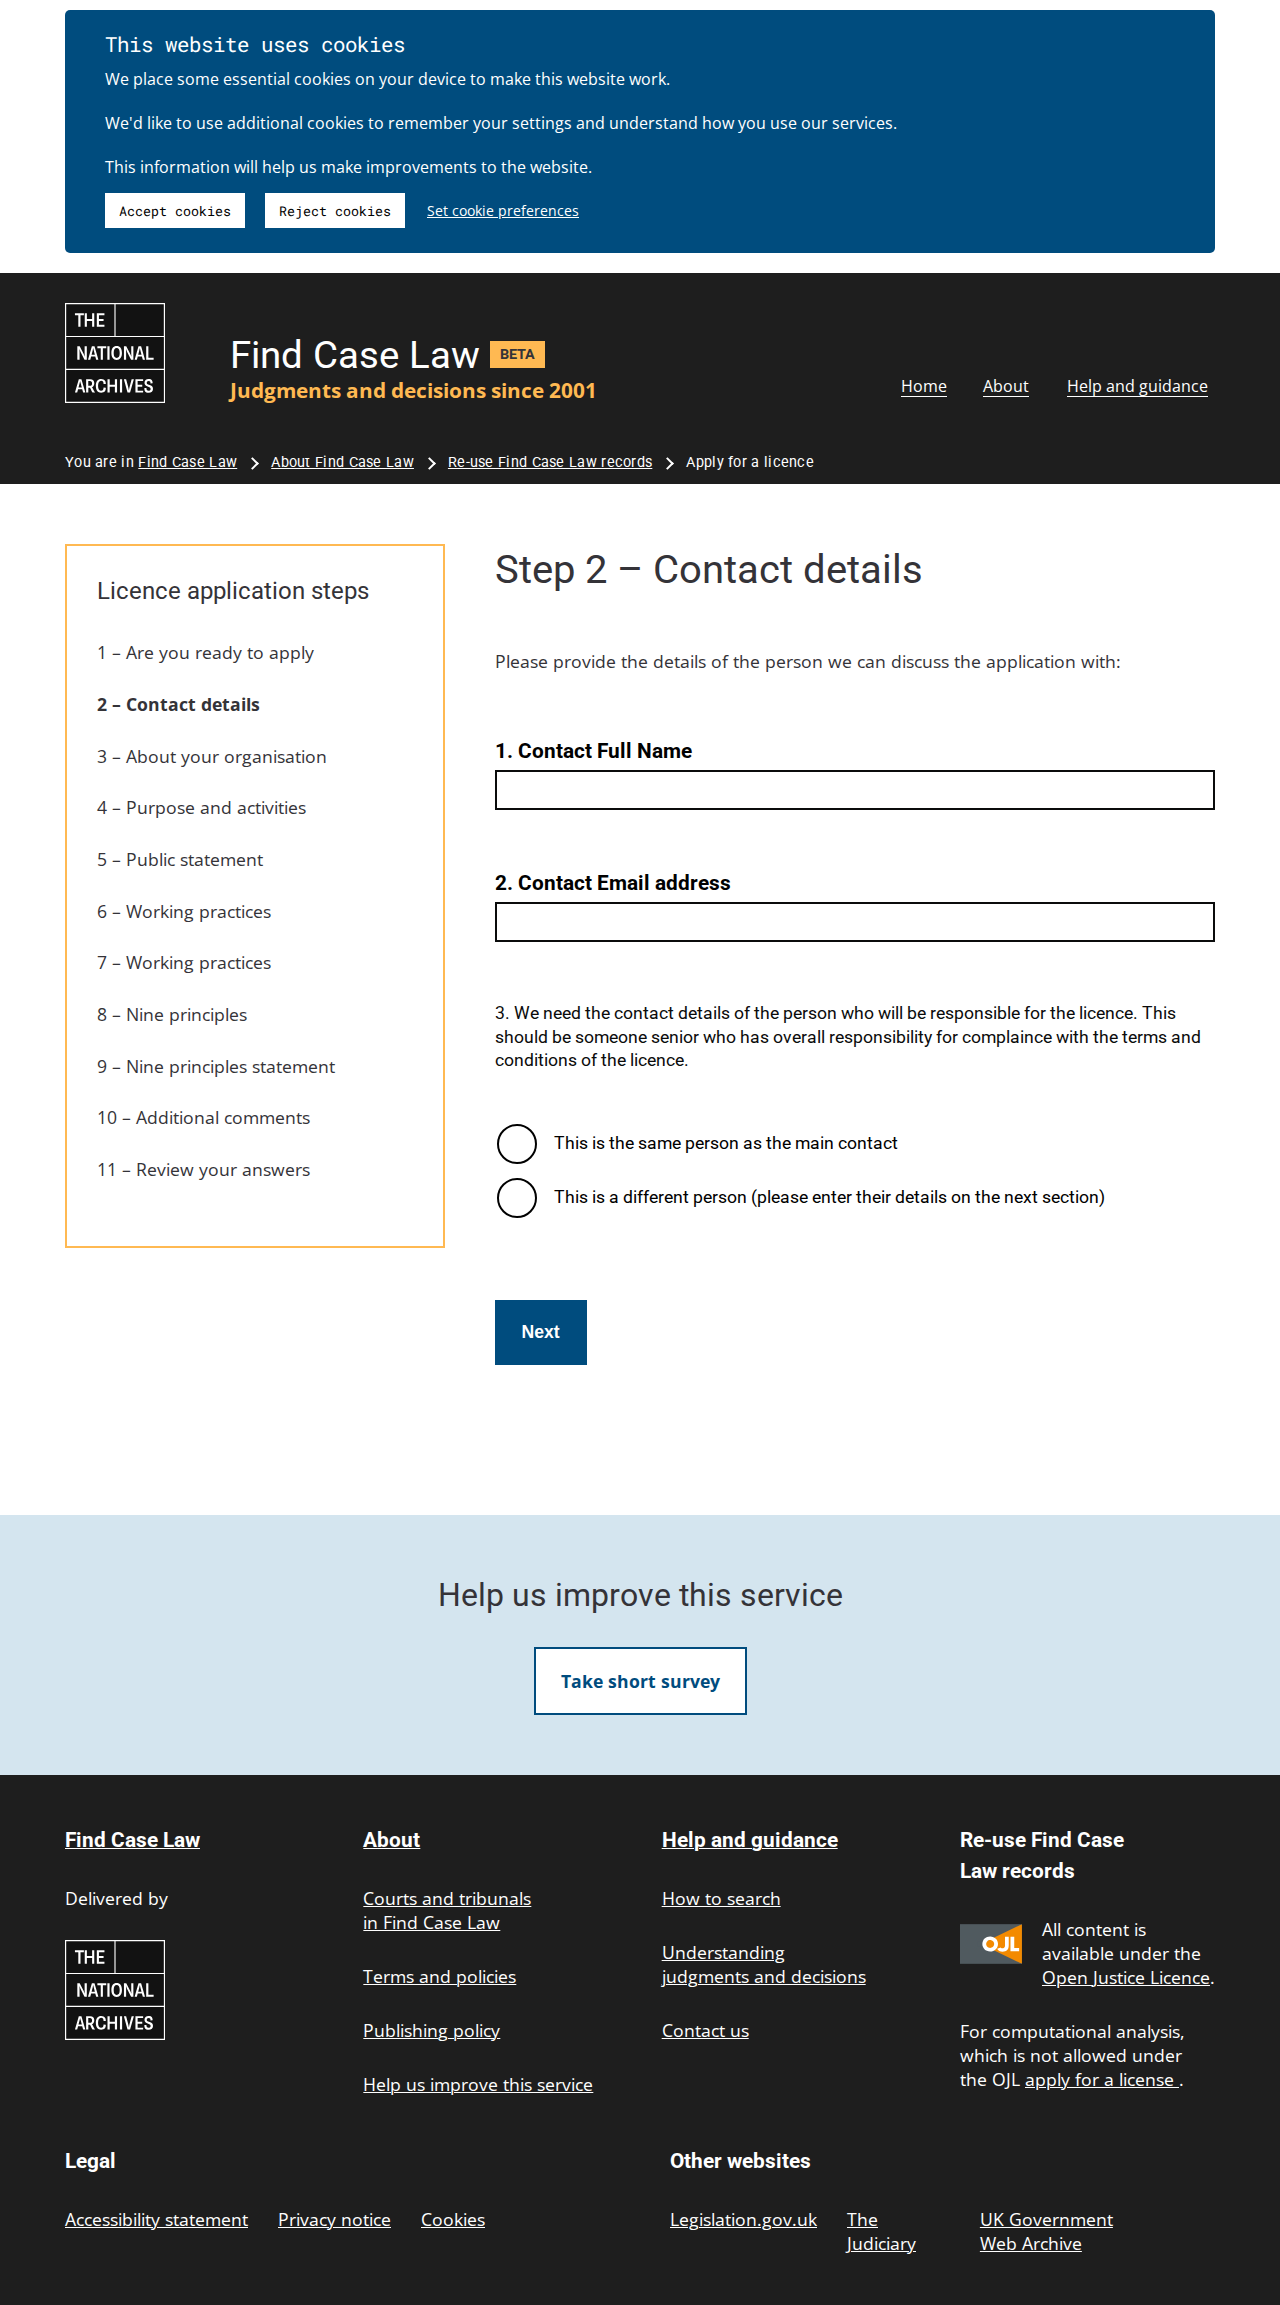 This website uses cookies
We place some essential cookies on your device to make this website work.
We'd like to use additional cookies to remember your settings and understand how you use our services.
This information will help us make improvements to the website.
Accept cookies
Reject cookies
Set cookie preferences
THE
NATIONAL
ARCHIVES
Find Case Law BETA
Judgments and decisions since 2001
Home
About
Help and guidance
You are in Find Case Law
About Find Case Law
Re-use Find Case Law records
Apply for a licence
Licence application steps
1 – Are you ready to apply
2 – Contact details
3 – About your organisation
4 – Purpose and activities
5 – Public statement
6 – Working practices
7 – Working practices
8 – Nine principles
9 – Nine principles statement
10 – Additional comments
11 – Review your answers
Step 2 – Contact details
Please provide the details of the person we can discuss the application with:
1. Contact Full Name
2. Contact Email address
3. We need the contact details of the person who will be responsible for the licence. This
should be someone senior who has overall responsibility for complaince with the terms and
conditions of the licence.
This is the same person as the main contact
This is a different person (please enter their details on the next section)
Next
Help us improve this service
Take short survey
Find Case Law
Delivered by
THE
NATIONAL
ARCHIVES
About
Courts and tribunals
in Find Case Law
Terms and policies
Publishing policy
Help us improve this service
Help and guidance
How to search
Understanding
judgments and decisions
Contact us
Re-use Find Case
Law records
OJL
All content is
available under the
Open Justice Licence.
For computational analysis,
which is not allowed under
the OJL apply for a license .
Legal
Accessibility statement
Privacy notice
Cookies
Other websites
Legislation.gov.uk
The
Judiciary
UK Government
Web Archive